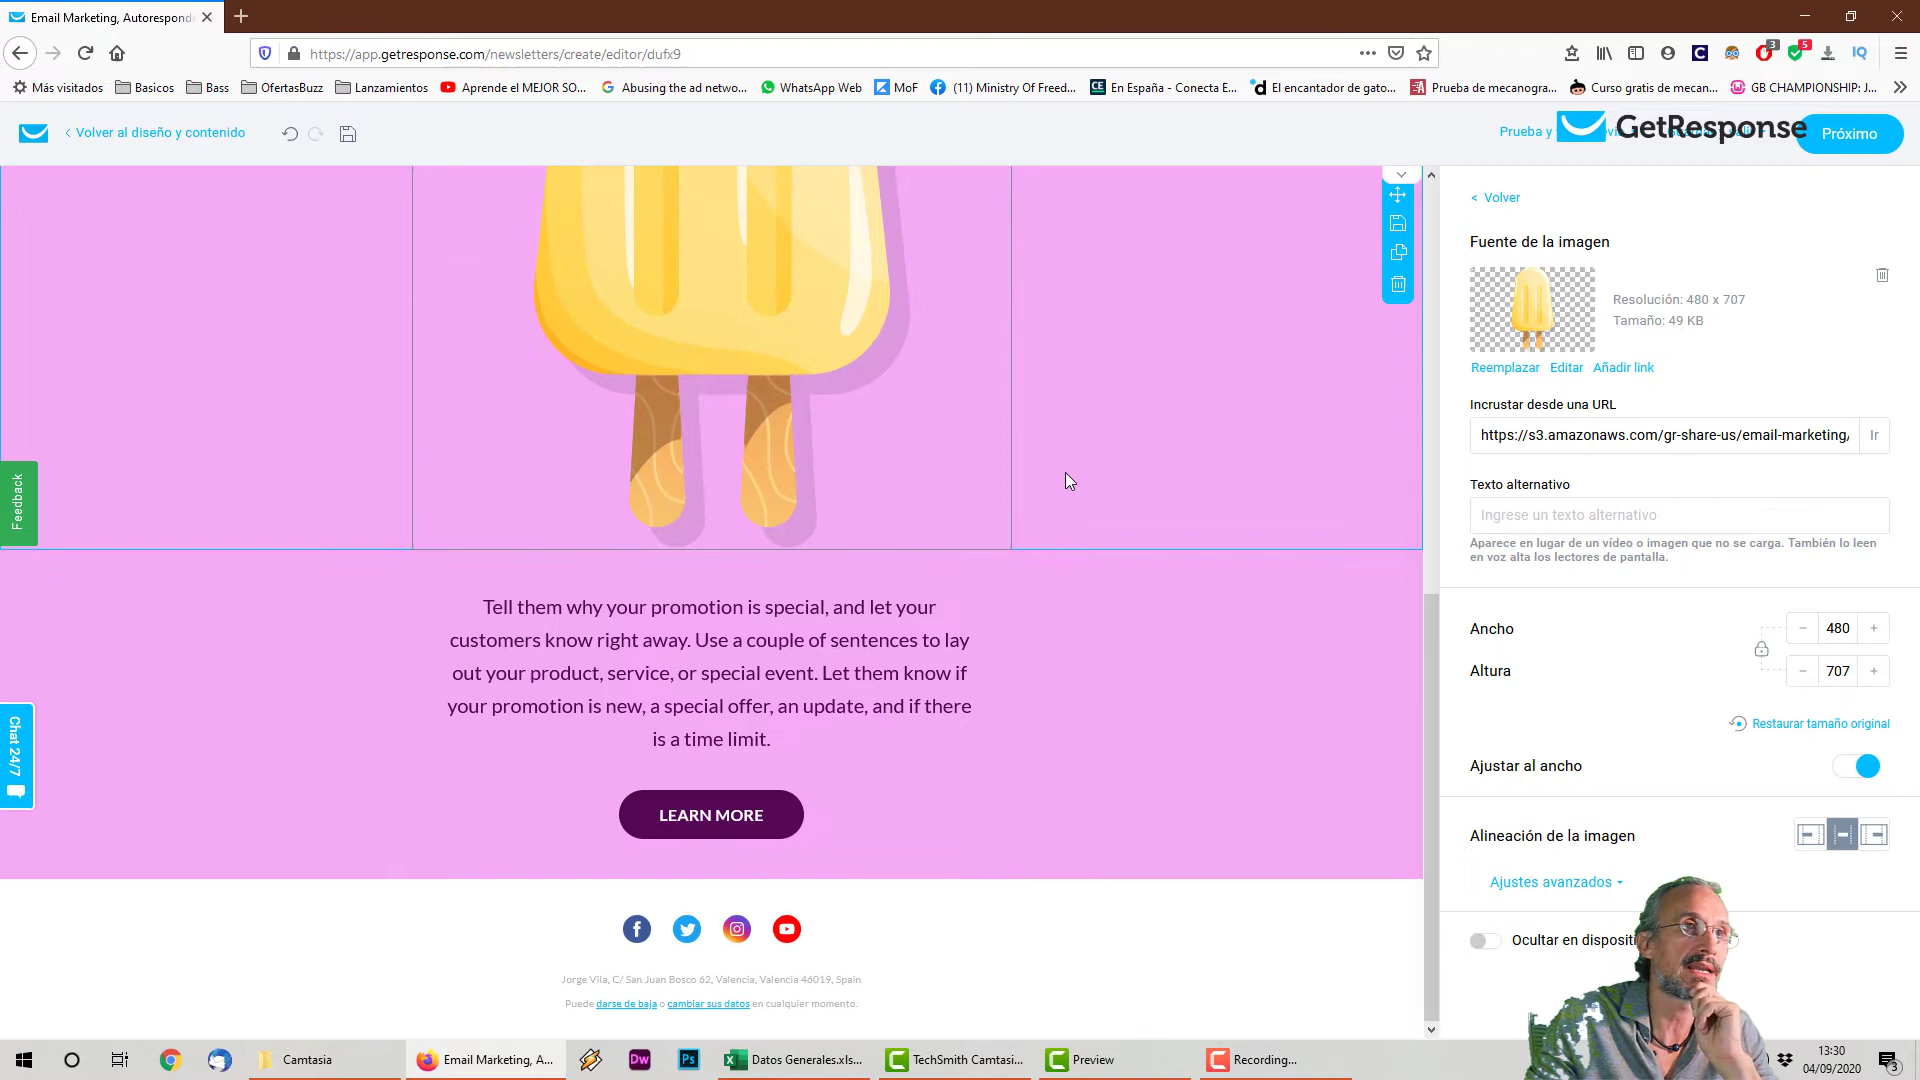 Email Marketing, Autorespond
https://app.getresponse.com/newsletters/create/editor/dufx9
3
5
IQ
Más visitados
Basicos
Bass
OfertasBuzz
Lanzamientos
Aprende el MEJOR SO...
Abusing the ad networ...
WhatsApp Web
MoF
(11) Ministry Of Freed...
En España - Conecta E...
El encantador de gato...
Prueba de mecanogra...
Curso gratis de mecan...
GB CHAMPIONSHIP: J...
< Volver al diseño y contenido
Prueba y
GetResponse
Próximo
< Volver
Fuente de la imagen
Resolución: 480 x 707
Tamaño: 49 KB
Reemplazar
Editar
Añadir link
Incrustar desde una URL
https://s3.amazonaws.com/gr-share-us/email-marketing/
Ir
Texto alternativo
Ingrese un texto alternativo
Aparece en lugar de un vídeo o imagen que no se carga. También lo leen
en voz alta los lectores de pantalla.
Ancho
480
Altura
707
Restaurar tamaño original
Ajustar al ancho
Alineación de la imagen
Ajustes avanzados
Ocultar en dispositi
Feedback
Chat 24/7
Tell them why your promotion is special, and let your
customers know right away. Use a couple of sentences to lay
out your product, service, or special event. Let them know if
your promotion is new, a special offer, an update, and if there
is a time limit.
LEARN MORE
Jorge Vila, C/ San Juan Bosco 62, Valencia, Valencia 46019, Spain
Puede darse de baja o cambiar sus datos en cualquier momento.
Camtasia
Email Marketing, A...
Dw
Ps
Datos Generales.xls...
TechSmith Camtasi...
Preview
Recording...
13:30
04/09/2020
3